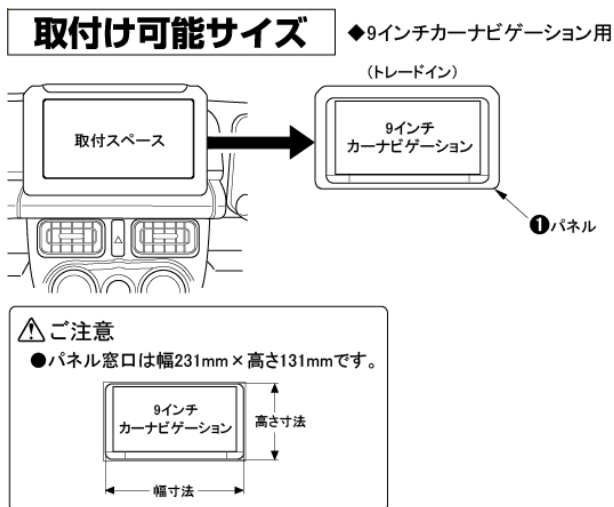 取付け可能サイズ
◆9インチカーナビゲーション用
(トレードイン)
取付スペース
9インチ
カーナビゲーション
❶パネル
⚠ご注意
●パネル窓口は幅231mm×高さ131mmです。
9インチ
カーナビゲーション
高さ寸法
幅寸法